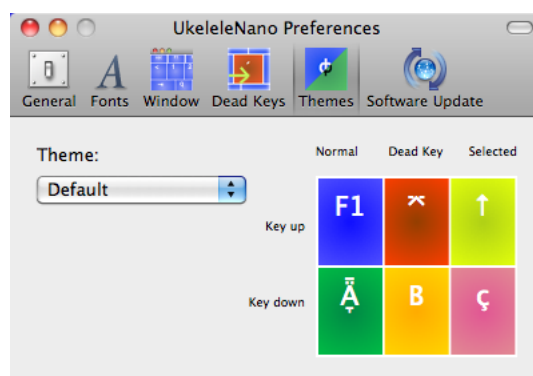 UkeleleNano Preferences
General Fonts Window Dead Keys Themes Software Update
Theme:
Default
Normal Dead Key Selected
Key up
F1 ⌤ ↑
Key down
Ạ̈̄ B ç